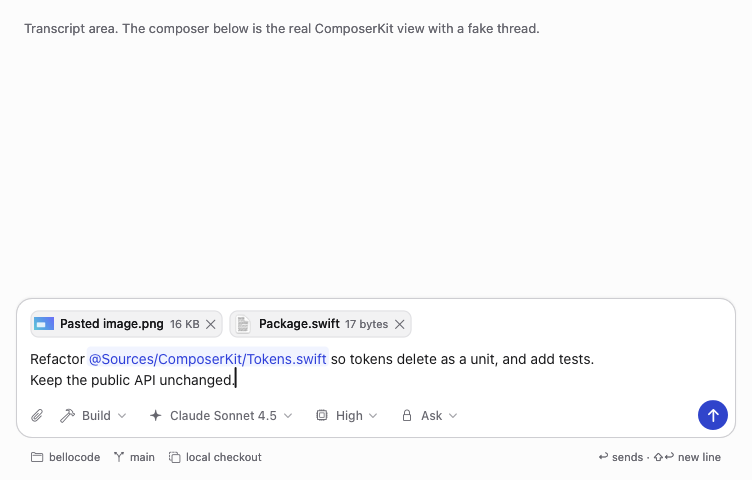 Transcript area. The composer below is the real ComposerKit view with a fake thread.
Pasted image.png 16 KB Package.swift 17 bytes
Refactor @Sources/ComposerKit/Tokens.swift so tokens delete as a unit, and add tests.
Keep the public API unchanged.
Build Claude Sonnet 4.5 High Ask
bellocode main local checkout ↩ sends · ⇧↩ new line